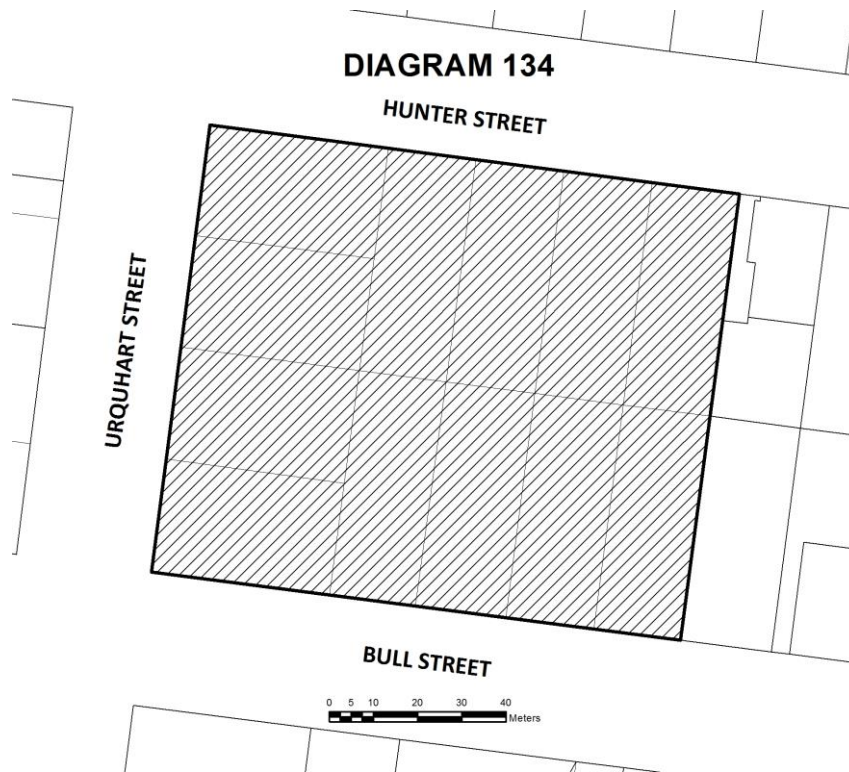 DIAGRAM 134
HUNTER STREET
URQUHART STREET
BULL STREET
0 5 10 20 30 40
Meters